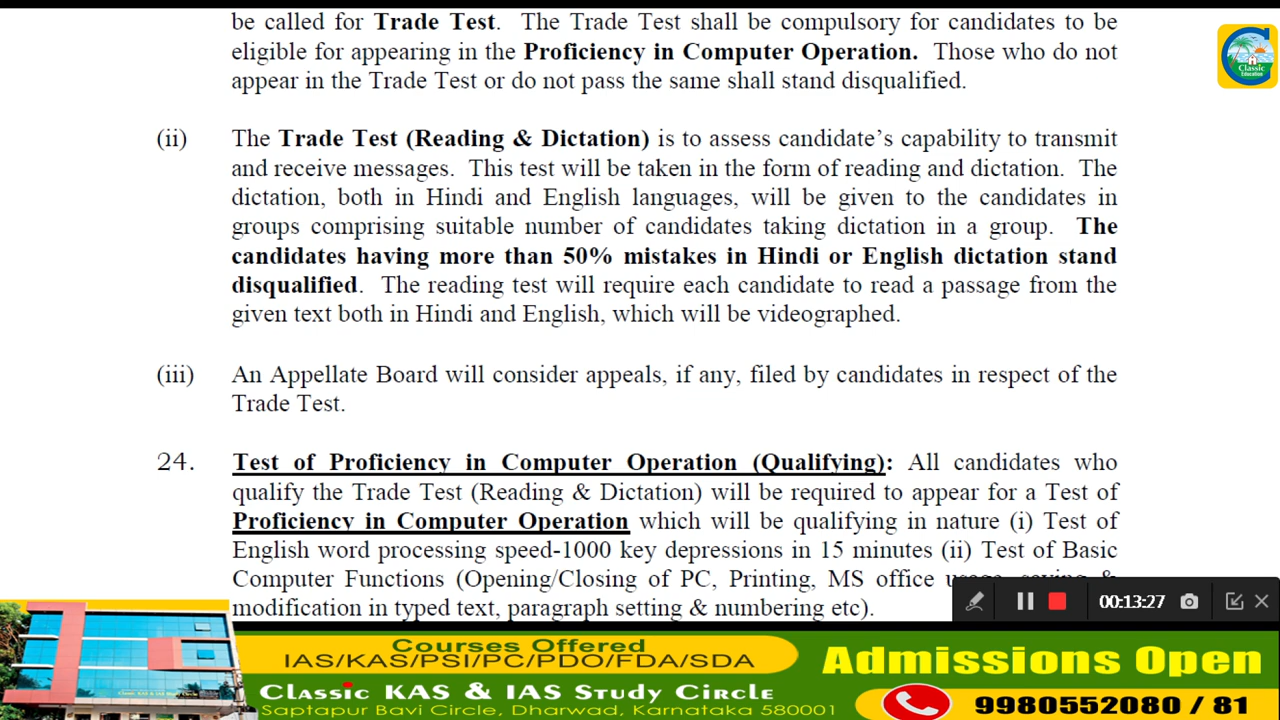 be called for Trade Test. The Trade Test shall be compulsory for candidates to be
eligible for appearing in the Proficiency in Computer Operation. Those who do not
appear in the Trade Test or do not pass the same shall stand disqualified.
Classic
Education
(ii) The Trade Test (Reading & Dictation) is to assess candidate's capability to transmit
and receive messages. This test will be taken in the form of reading and dictation. The
dictation, both in Hindi and English languages, will be given to the candidates in
groups comprising suitable number of candidates taking dictation in a group. The
candidates having more than 50% mistakes in Hindi or English dictation stand
disqualified. The reading test will require each candidate to read a passage from the
given text both in Hindi and English, which will be videographed.
(iii) An Appellate Board will consider appeals, if any, filed by candidates in respect of the
Trade Test.
24. Test of Proficiency in Computer Operation (Qualifying): All candidates who
qualify the Trade Test (Reading & Dictation) will be required to appear for a Test of
Proficiency in Computer Operation which will be qualifying in nature (i) Test of
English word processing speed-1000 key depressions in 15 minutes (ii) Test of Basic
Computer Functions (Opening/Closing of PC, Printing, MS office
modification in typed text, paragraph setting & numbering etc).
00:13:27
Courses Offered
IAS/KAS/PSI/PC/PDO/FDA/SDA
Classic KAS & IAS Study Circle
Saptapur Bavi Circle, Dharwad, Karnataka 580001
Admissions Open
9980552080 / 81